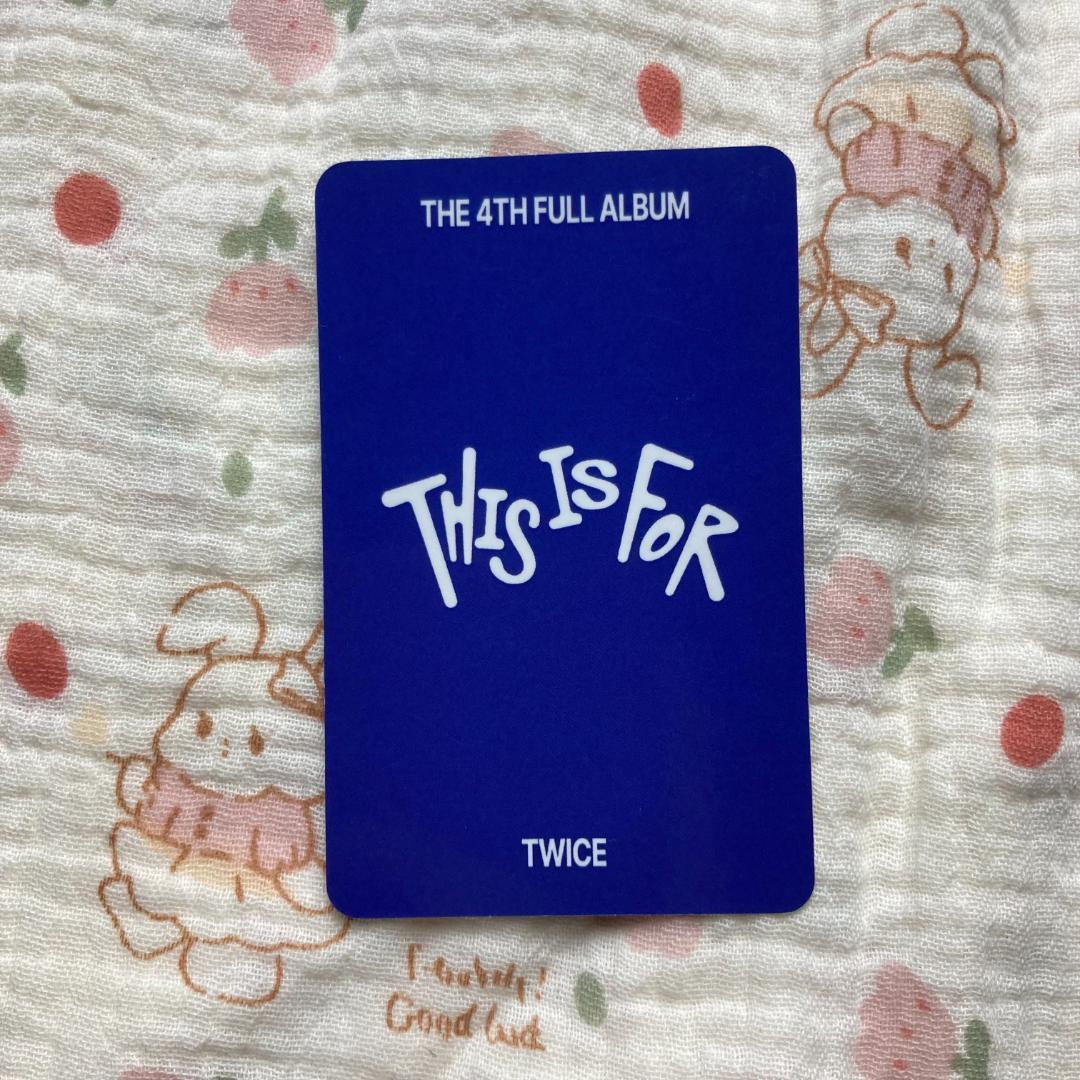 THE 4TH FULL ALBUM
THIS IS FOR
TWICE
Good luck